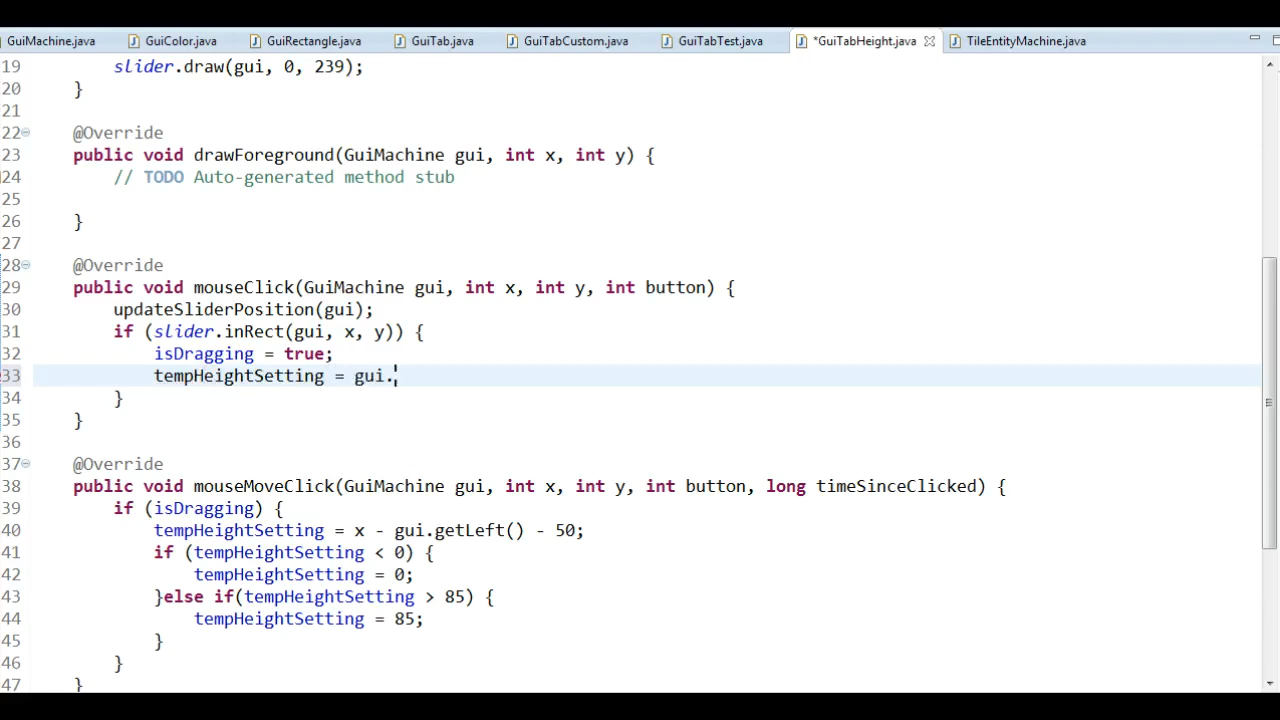 GuiMachine.java GuiColor.java GuiRectangle.java GuiTab.java GuiTabCustom.java GuiTabTest.java *GuiTabHeight.java TileEntityMachine.java
19 slider.draw(gui, 0, 239);
20 }
21
22 @Override
23 public void drawForeground(GuiMachine gui, int x, int y) {
24 // TODO Auto-generated method stub
25
26 }
27
28 @Override
29 public void mouseClick(GuiMachine gui, int x, int y, int button) {
30 updateSliderPosition(gui);
31 if (slider.inRect(gui, x, y)) {
32 isDragging = true;
33 tempHeightSetting = gui.
34 }
35 }
36
37 @Override
38 public void mouseMoveClick(GuiMachine gui, int x, int y, int button, long timeSinceClicked) {
39 if (isDragging) {
40 tempHeightSetting = x - gui.getLeft() - 50;
41 if (tempHeightSetting < 0) {
42 tempHeightSetting = 0;
43 }else if(tempHeightSetting > 85) {
44 tempHeightSetting = 85;
45 }
46 }
47 }